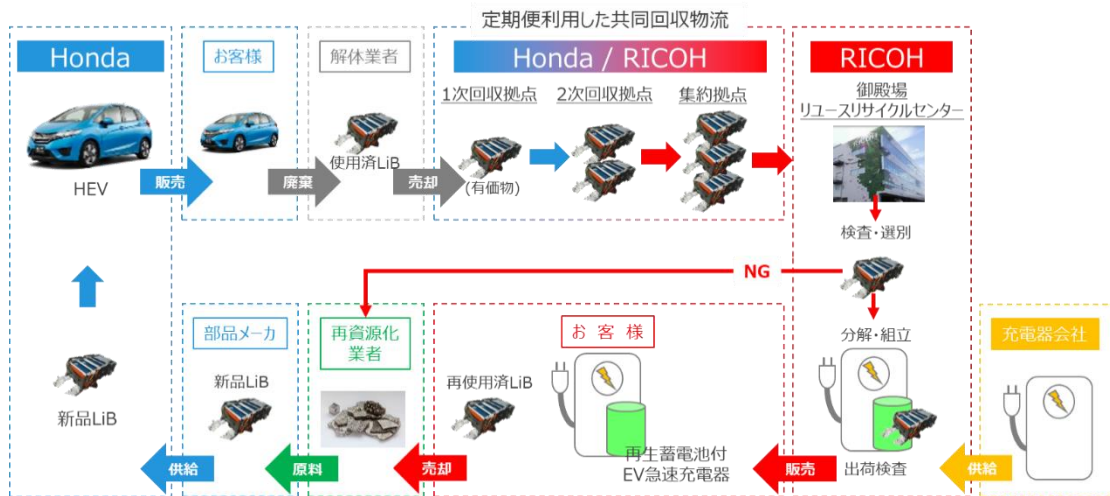 定期便利用した共同回収物流
Honda
お客様
解体業者
Honda / RICOH
RICOH
1次回収拠点
2次回収拠点
集約拠点
御殿場
リユースリサイクルセンター
使用済LiB
(有価物)
HEV
販売
廃棄
売却
検査・選別
NG
部品メーカ
再資源化
業者
お 客 様
分解・組立
充電器会社
新品LiB
新品LiB
再使用済LiB
再生蓄電池付
EV急速充電器
出荷検査
供給
原料
売却
販売
供給